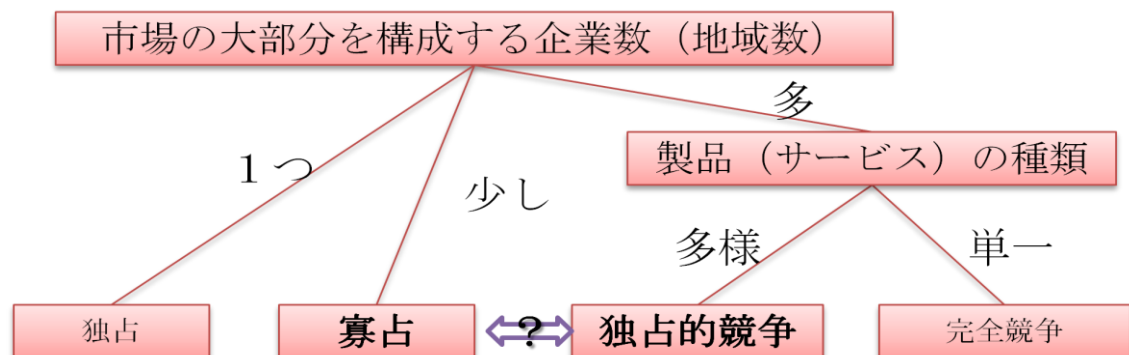 市場の大部分を構成する企業数（地域数）
多
１つ
製品（サービス）の種類
少し
多様
単一
独占
寡占
?
独占的競争
完全競争